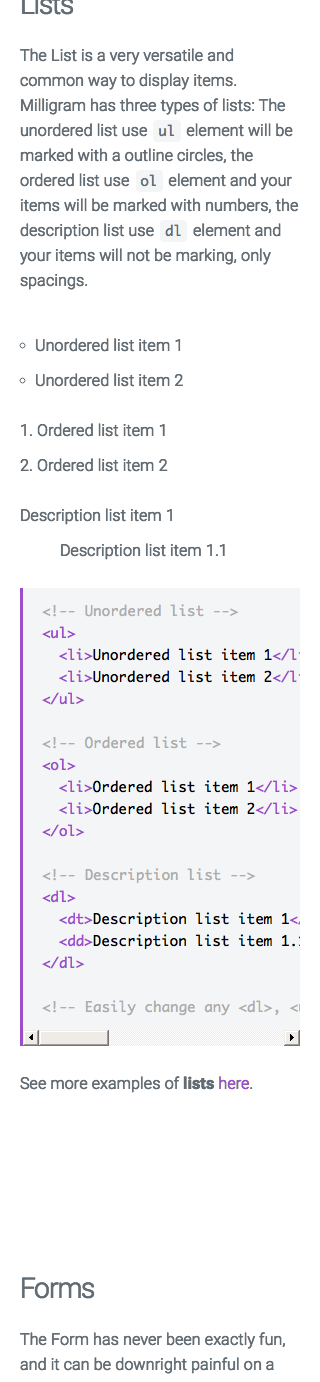 Lists
The List is a very versatile and
common way to display items.
Milligram has three types of lists: The
unordered list use ul element will be
marked with a outline circles, the
ordered list use ol element and your
items will be marked with numbers, the
description list use dl element and
your items will not be marking, only
spacings.
Unordered list item 1
Unordered list item 2
1. Ordered list item 1
2. Ordered list item 2
Description list item 1
Description list item 1.1
<!-- Unordered list -->
<ul>
<li>Unordered list item 1</l
<li>Unordered list item 2</l
</ul>
<!-- Ordered list -->
<ol>
<li>Ordered list item 1</li>
<li>Ordered list item 2</li>
</ol>
<!-- Description list -->
<dl>
<dt>Description list item 1<
<dd>Description list item 1.
</dl>
<!-- Easily change any <dl>, <
See more examples of lists here.
Forms
The Form has never been exactly fun,
and it can be downright painful on a